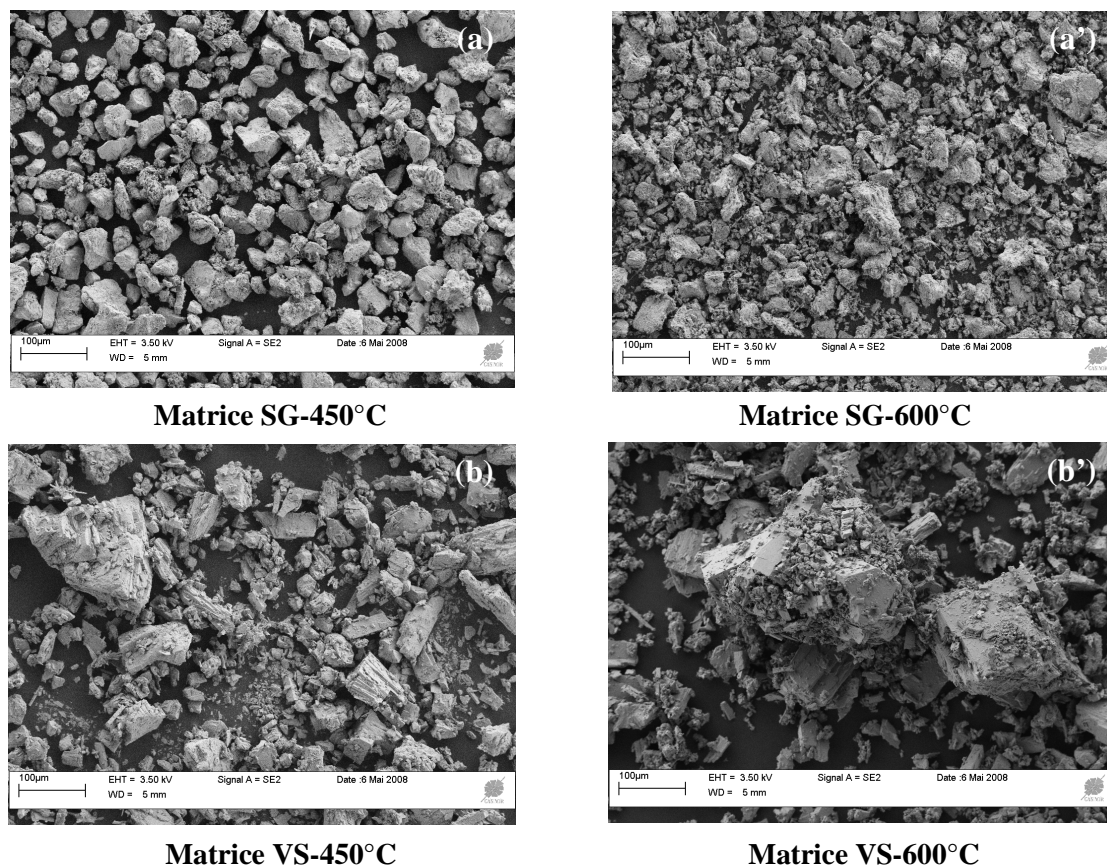 (a)
(a')
100µm EHT = 3.50 kV Signal A = SE2 Date :6 Mai 2008
WD = 5 mm
100µm EHT = 3.50 kV Signal A = SE2 Date :6 Mai 2008
WD = 5 mm
Matrice SG-450°C
Matrice SG-600°C
(b)
(b')
100µm EHT = 3.50 kV Signal A = SE2 Date :6 Mai 2008
WD = 5 mm
100µm EHT = 3.50 kV Signal A = SE2 Date :6 Mai 2008
WD = 5 mm
Matrice VS-450°C
Matrice VS-600°C